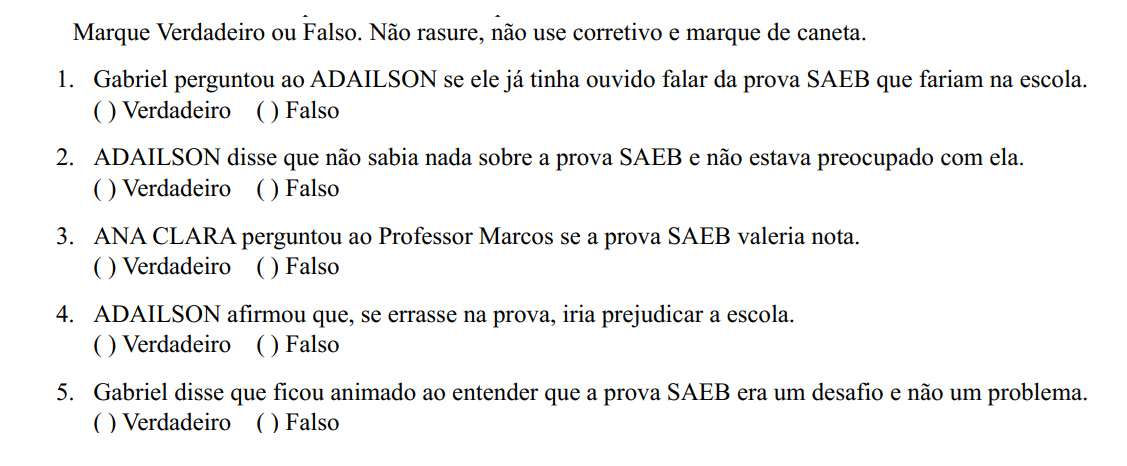 Marque Verdadeiro ou Falso. Não rasure, não use corretivo e marque de caneta.
1. Gabriel perguntou ao ADAILSON se ele já tinha ouvido falar da prova SAEB que fariam na escola.
( ) Verdadeiro ( ) Falso
2. ADAILSON disse que não sabia nada sobre a prova SAEB e não estava preocupado com ela.
( ) Verdadeiro ( ) Falso
3. ANA CLARA perguntou ao Professor Marcos se a prova SAEB valeria nota.
( ) Verdadeiro ( ) Falso
4. ADAILSON afirmou que, se errasse na prova, iria prejudicar a escola.
( ) Verdadeiro ( ) Falso
5. Gabriel disse que ficou animado ao entender que a prova SAEB era um desafio e não um problema.
( ) Verdadeiro ( ) Falso